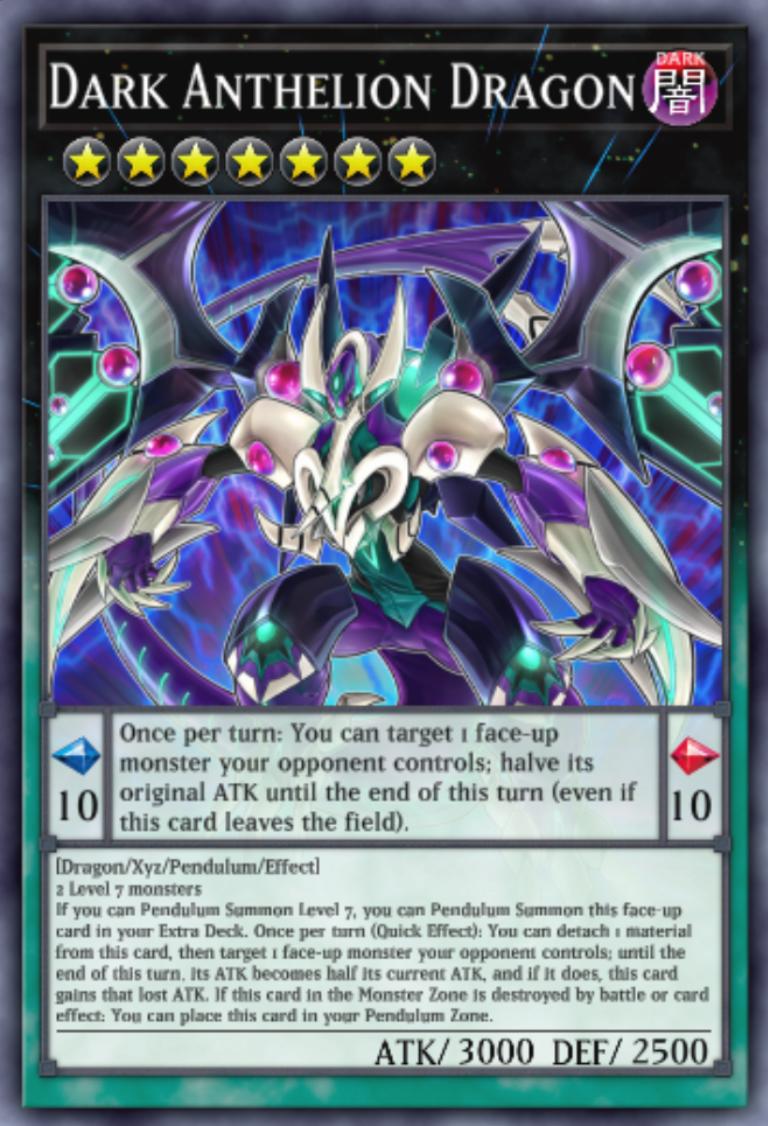 DARK ANTHELION DRAGON
DARK
闇
Once per turn: You can target 1 face-up
monster your opponent controls; halve its
original ATK until the end of this turn (even if
this card leaves the field).
10
10
[Dragon/Xyz/Pendulum/Effect]
2 Level 7 monsters
If you can Pendulum Summon Level 7, you can Pendulum Summon this face-up
card in your Extra Deck. Once per turn (Quick Effect): You can detach 1 material
from this card, then target 1 face-up monster your opponent controls; until the
end of this turn, its ATK becomes half its current ATK, and if it does, this card
gains that lost ATK. If this card in the Monster Zone is destroyed by battle or card
effect: You can place this card in your Pendulum Zone.
ATK/ 3000 DEF/ 2500